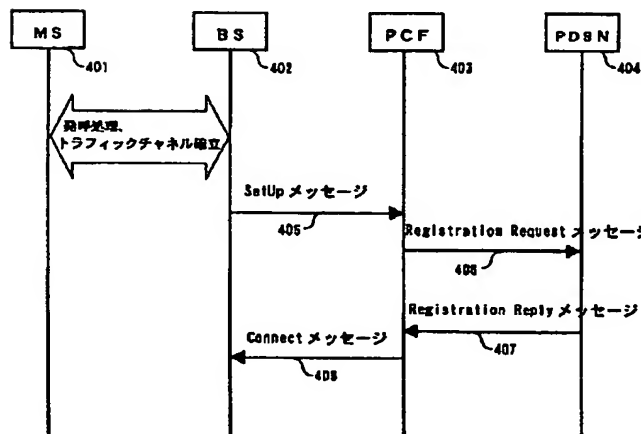 MS
BS
PCF
PDSN
401
402
403
404
発呼処理、
トラフィックチャネル確立
SetUp メッセージ
405
Registration Request メッセージ
406
Registration Reply メッセージ
407
Connect メッセージ
408